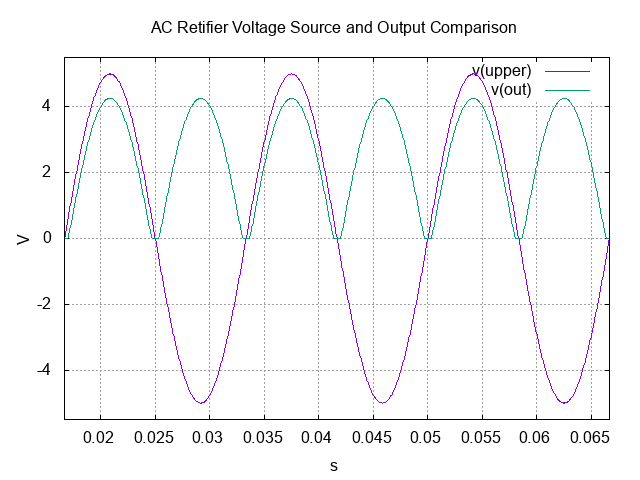 AC Retifier Voltage Source and Output Comparison
v(upper)
v(out)
4
2
0
-2
-4
V
0.02 0.025 0.03 0.035 0.04 0.045 0.05 0.055 0.06 0.065
s